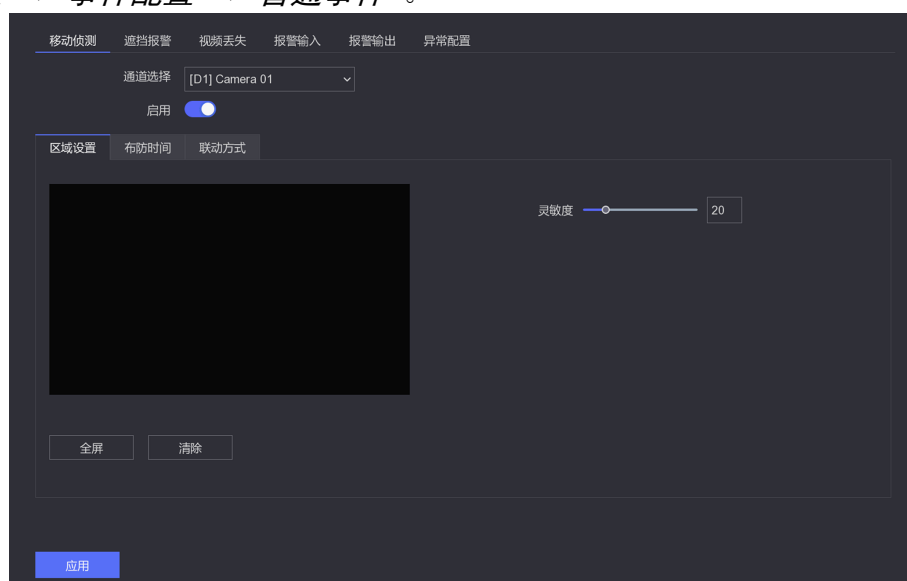 事件配置 → 普通事件 。
移动侦测 遮挡报警 视频丢失 报警输入 报警输出 异常配置
通道选择 [D1] Camera 01
启用
区域设置 布防时间 联动方式
灵敏度 20
全屏 清除
应用